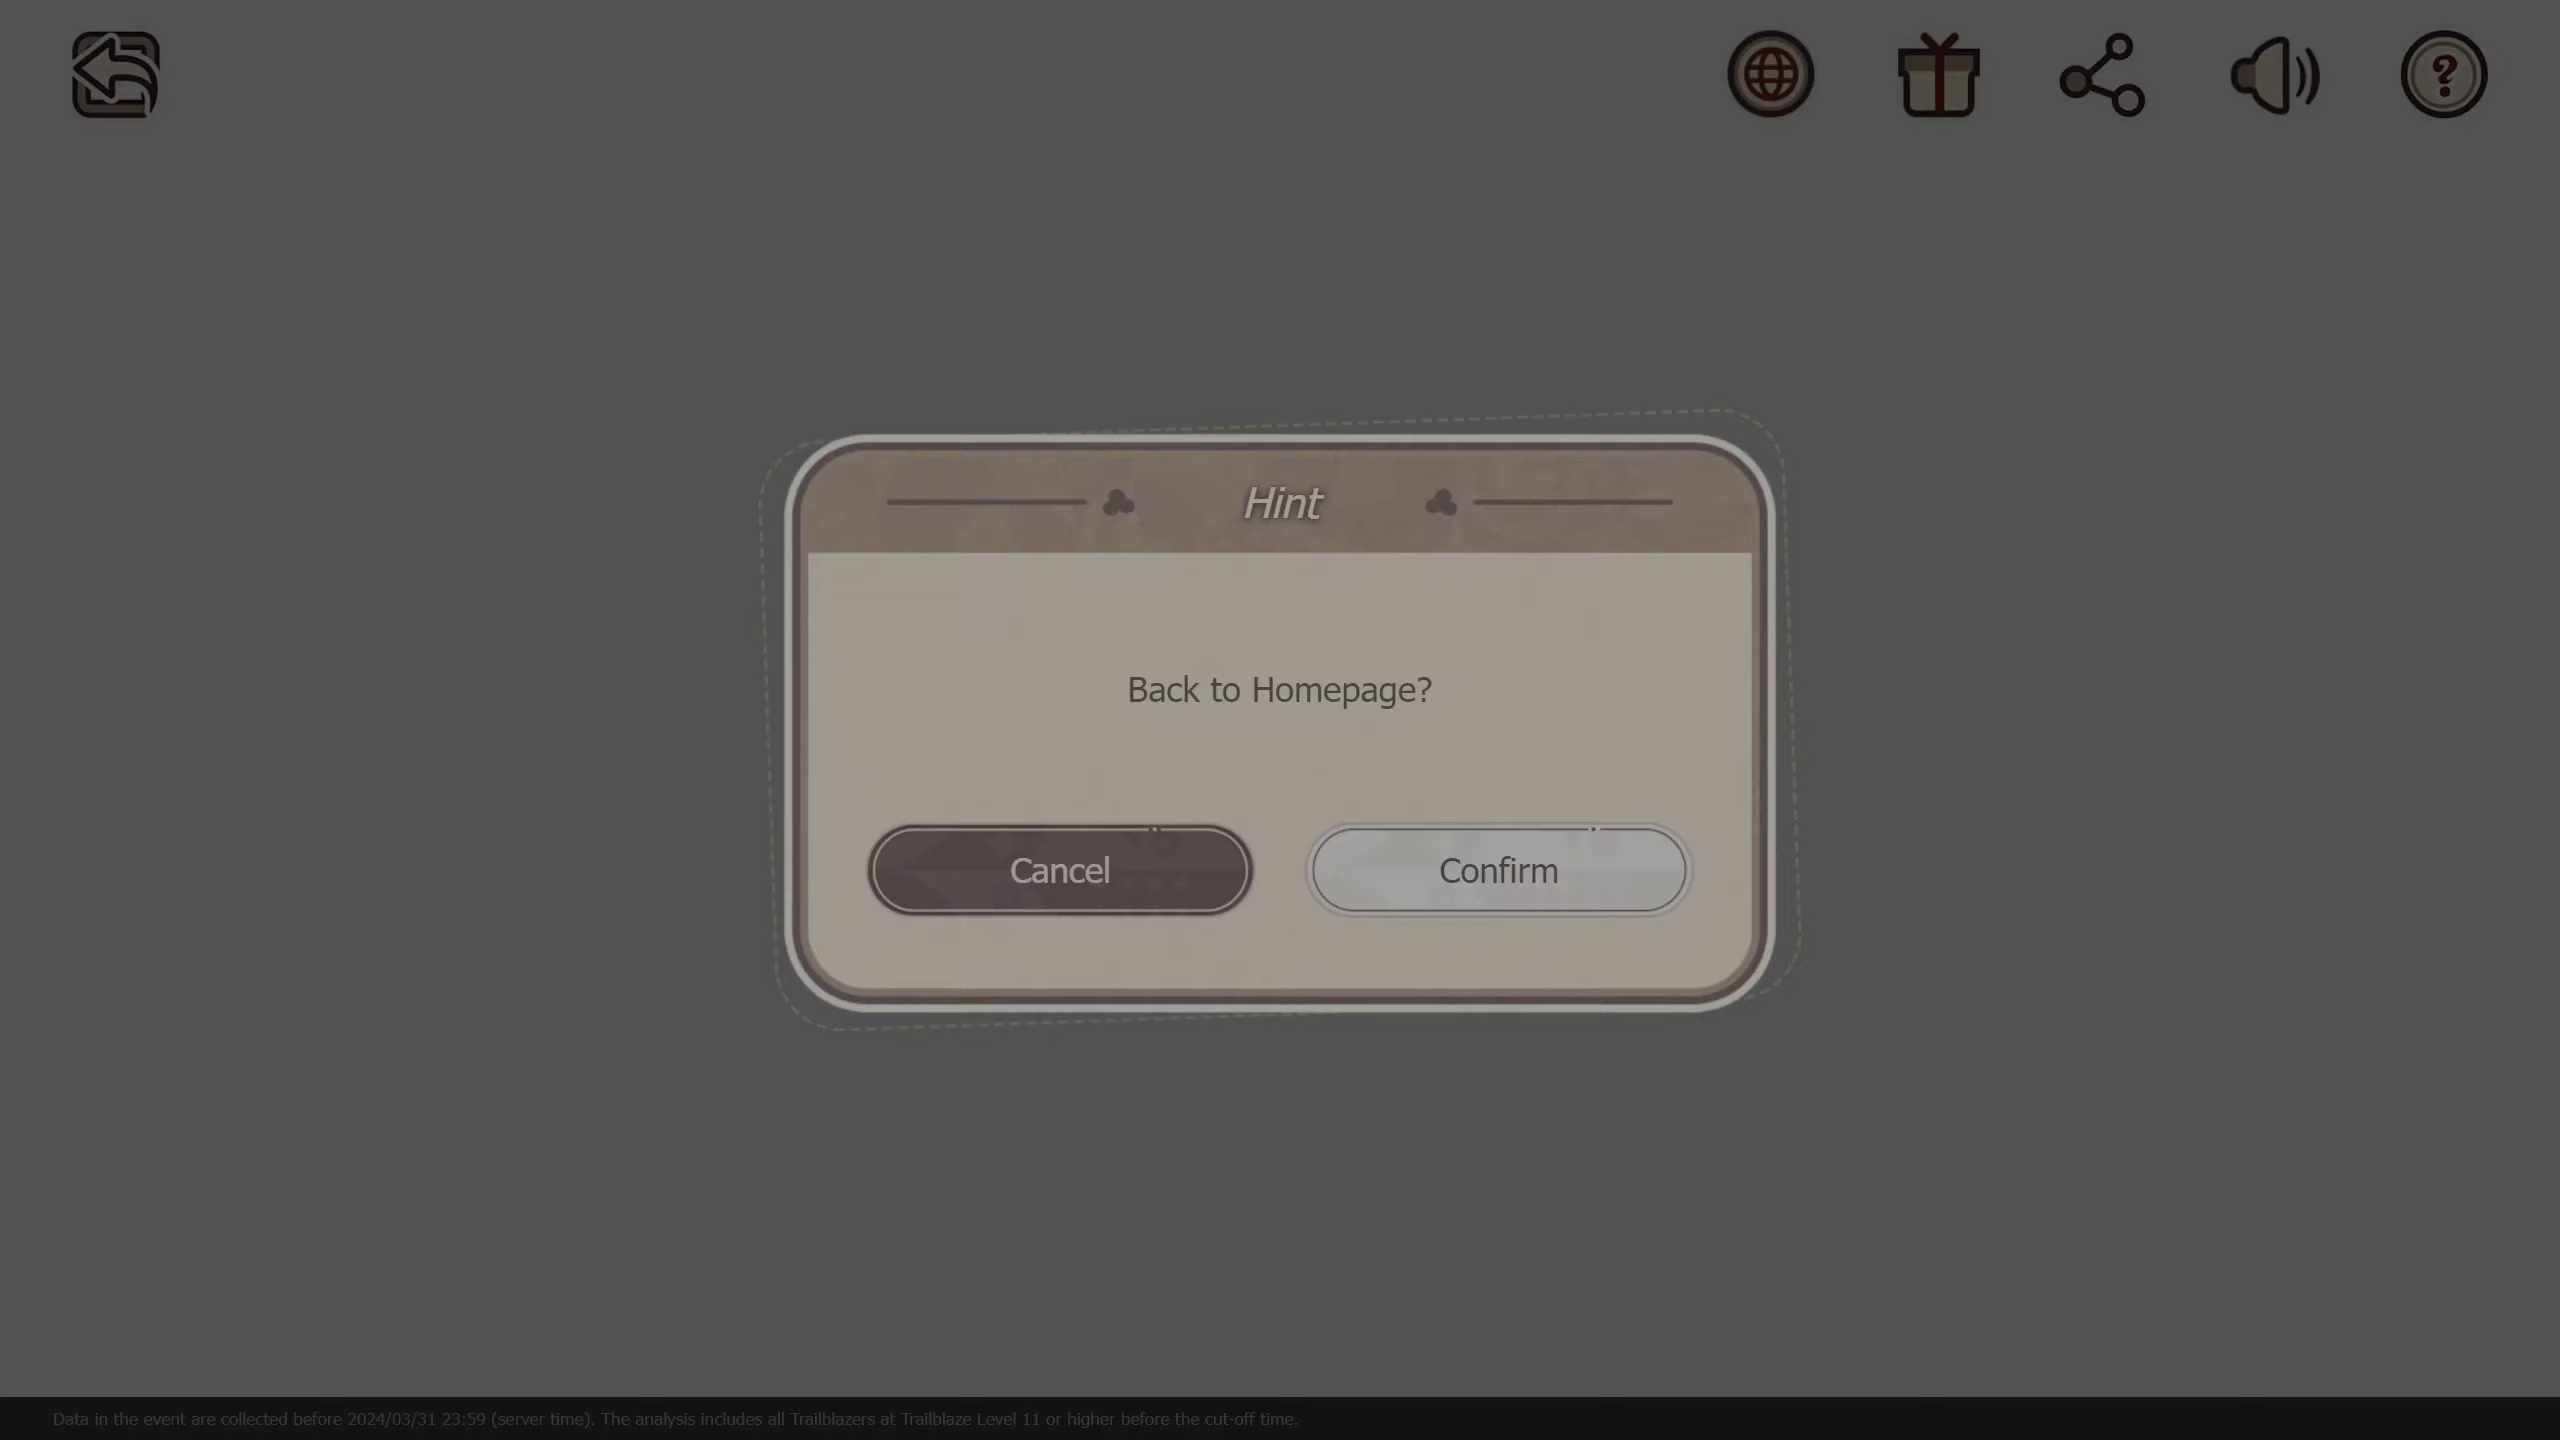 Hint
Back to Homepage?
Cancel
Confirm
Data in the event are collected before 2024/03/31 23:59 (server time). The analysis includes all Trailblazers at Trailblaze Level 11 or higher before the cut-off time.